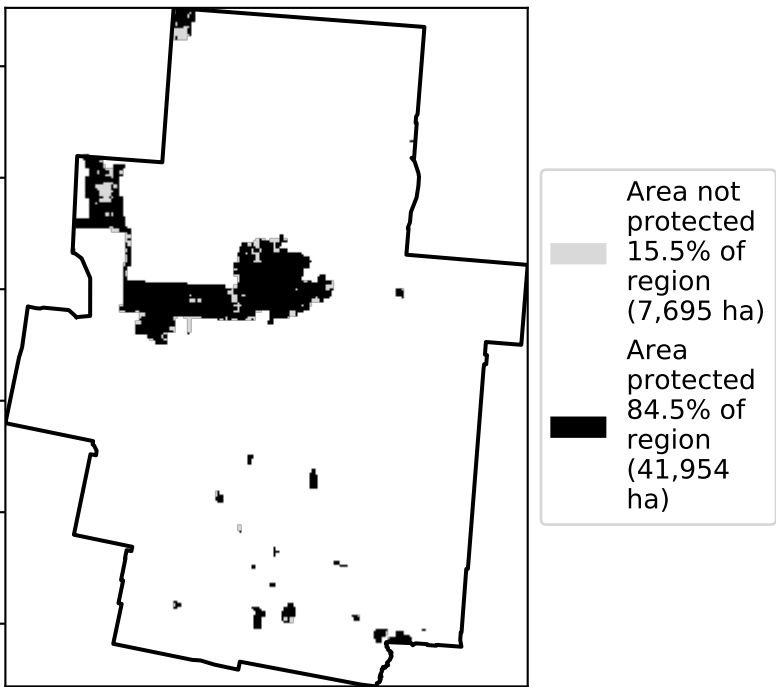 Area not
protected
15.5% of
region
(7,695 ha)
Area
protected
84.5% of
region
(41,954
ha)